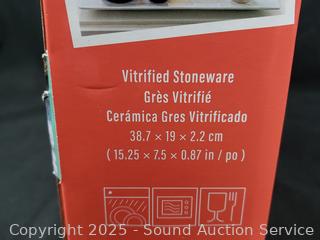 Vitrified Stoneware
Grès Vitrifié
Cerámica Gres Vitrificado
38.7 × 19 × 2.2 cm
( 15.25 × 7.5 × 0.87 in / po )
Copyright 2025 - Sound Auction Service